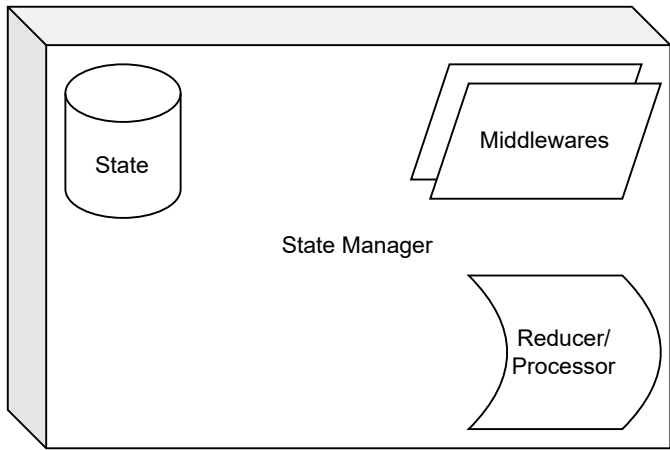 State
Middlewares
State Manager
Reducer/
Processor